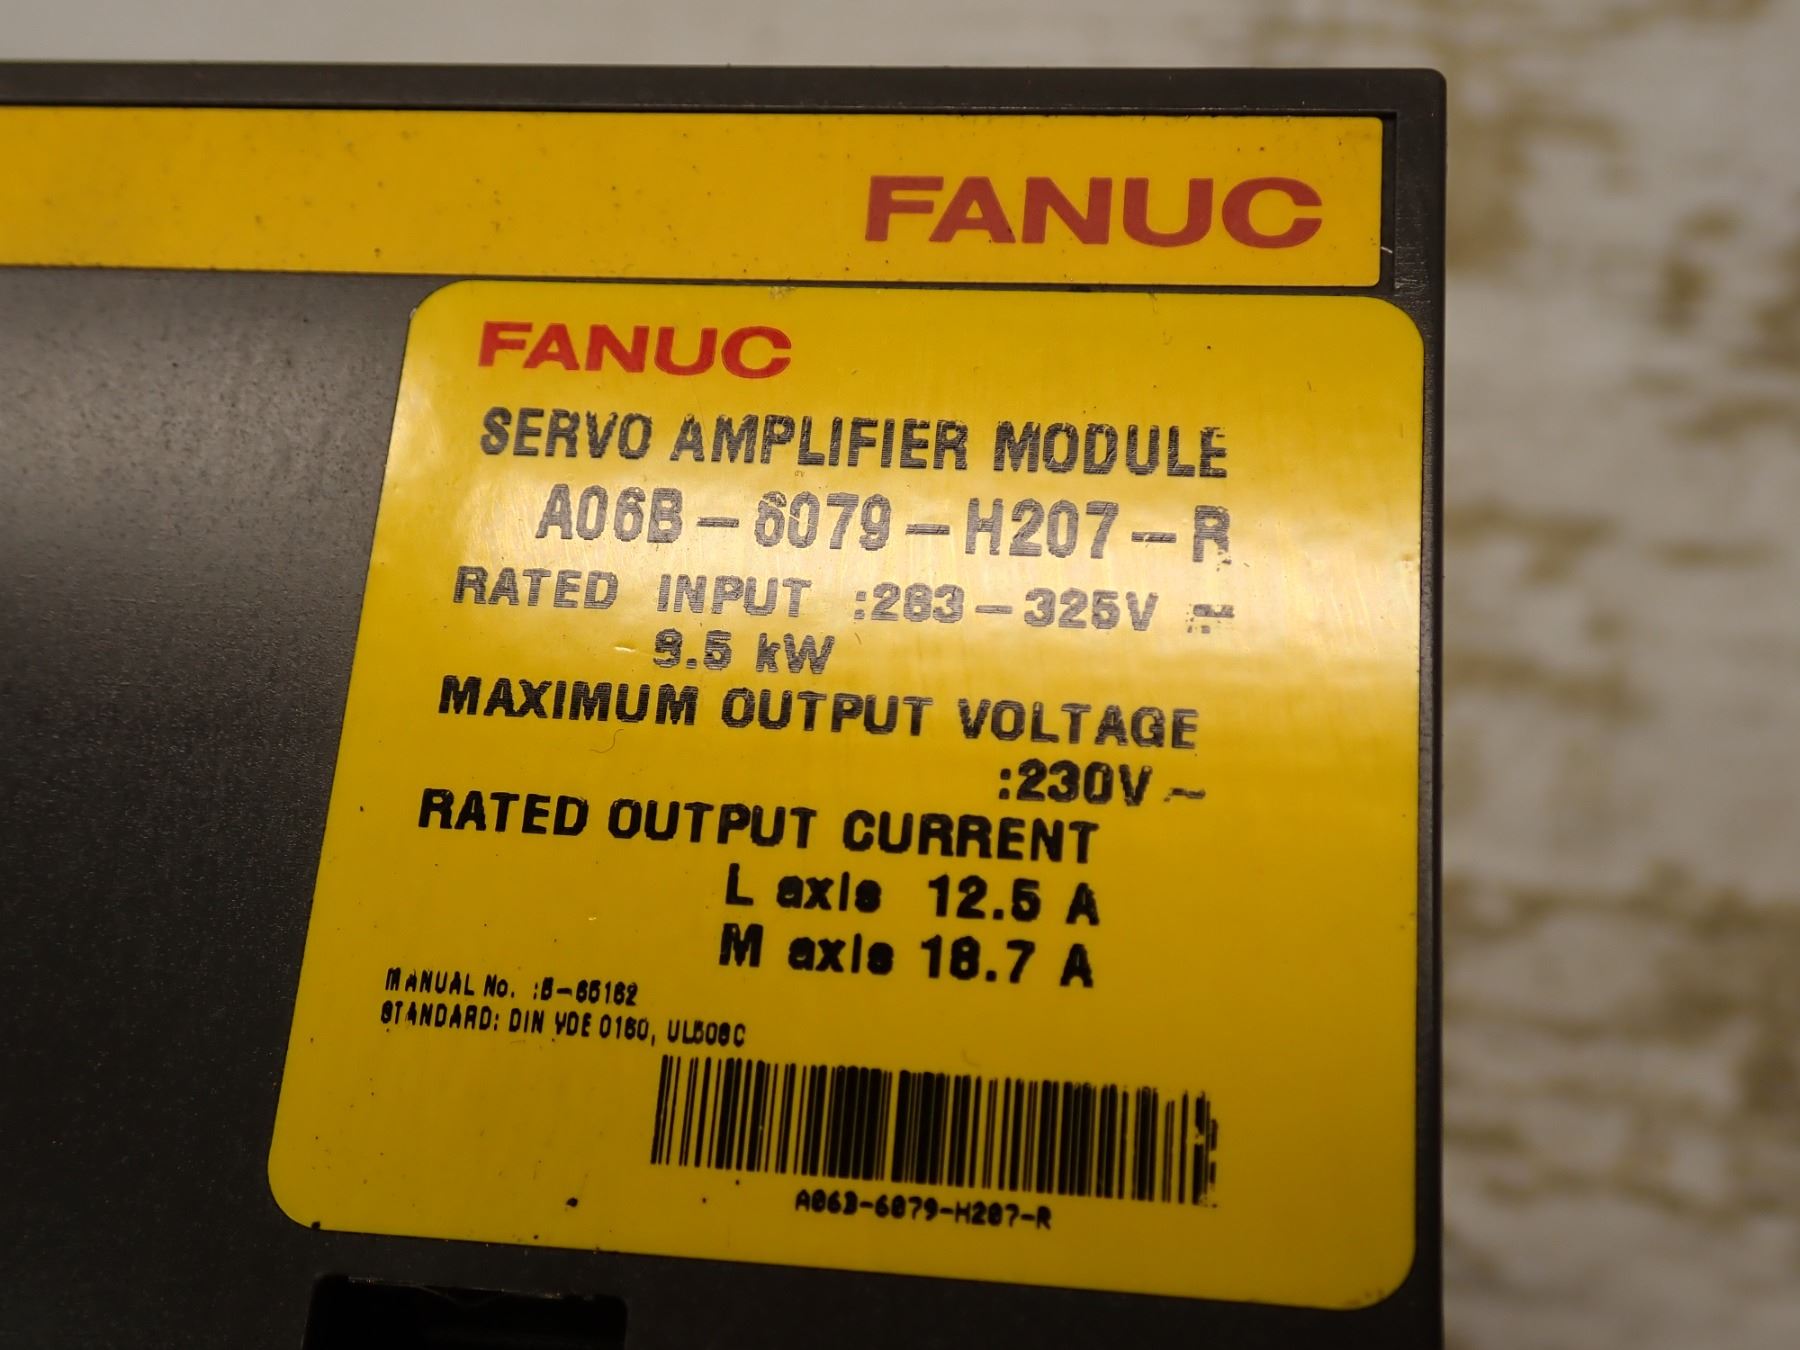 FANUC
FANUC
SERVO AMPLIFIER MODULE
A06B-6079-H207-R
RATED INPUT :283-325V ⎓
9.5 kW
MAXIMUM OUTPUT VOLTAGE
:230V ~
RATED OUTPUT CURRENT
L axis 12.5 A
M axis 18.7 A
MANUAL No. :B-65162
STANDARD: DIN VDE 0160, UL508C
A06B-6079-H207-R